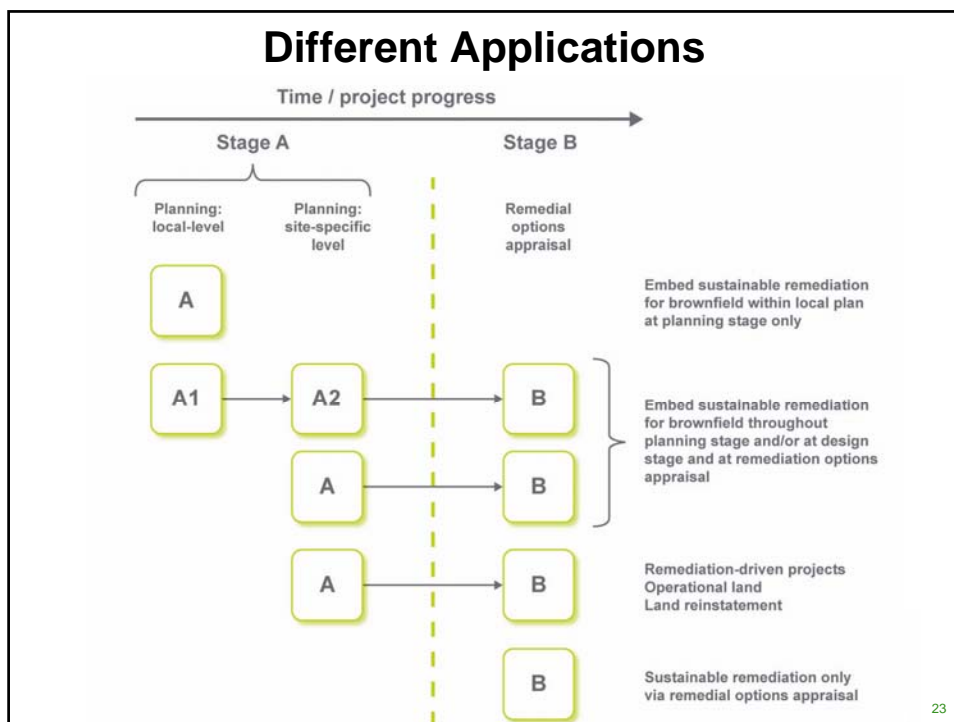 Different Applications
Time / project progress
Stage A
Stage B
Planning:
local-level
Planning:
site-specific
level
Remedial
options
appraisal
A
Embed sustainable remediation
for brownfield within local plan
at planning stage only
A1
A2
B
A
B
Embed sustainable remediation
for brownfield throughout
planning stage and/or at design
stage and at remediation options
appraisal
A
B
Remediation-driven projects
Operational land
Land reinstatement
B
Sustainable remediation only
via remedial options appraisal
23